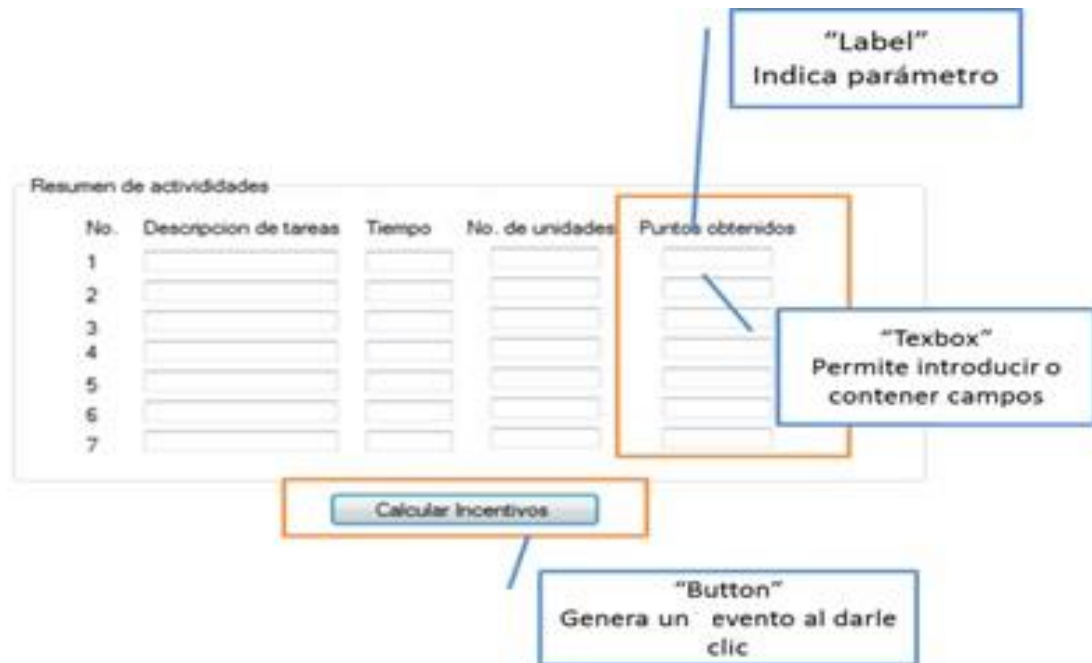 "Label"
Indica parámetro
Resumen de activididades
No. Descripcion de tareas Tiempo No. de unidades Puntos obtenidos
1
2
3
4
5
6
7
"Texbox"
Permite introducir o
contener campos
Calcular Incentivos
"Button"
Genera un evento al darle
clic